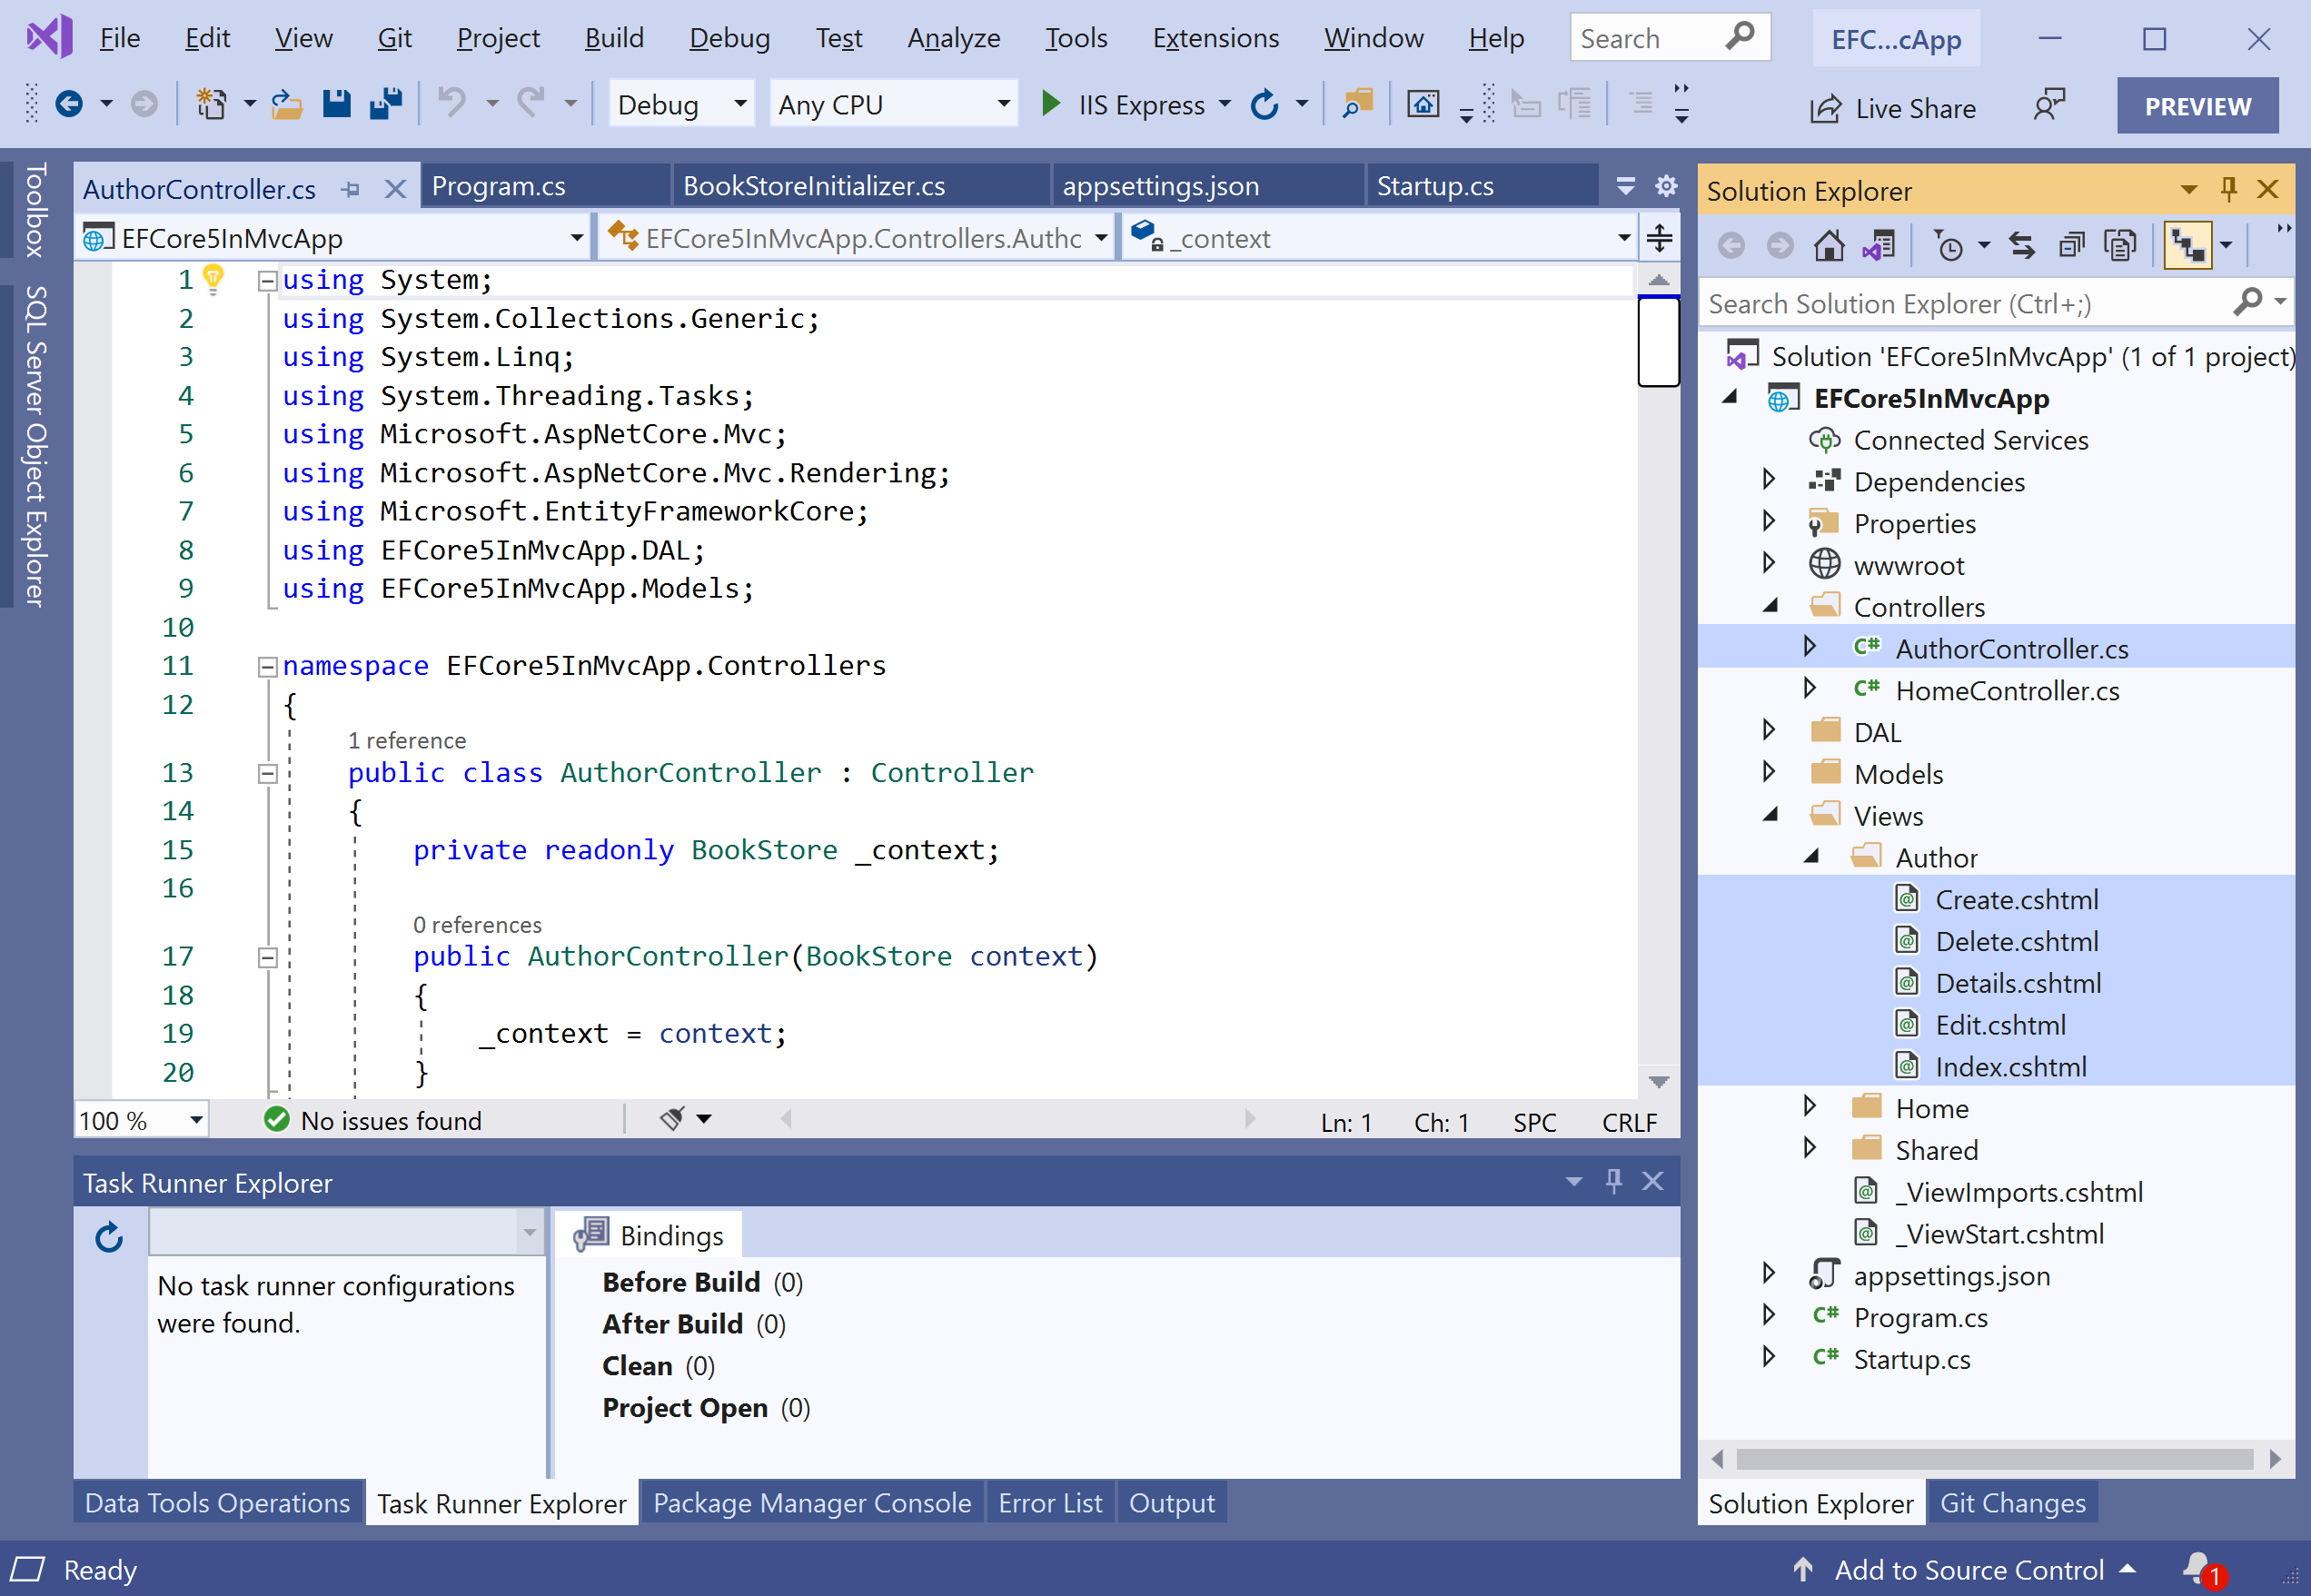 File Edit View Git Project Build Debug Test Analyze Tools Extensions Window Help Search EFC...cApp
Debug Any CPU IIS Express Live Share PREVIEW
Toolbox
SQL Server Object Explorer
AuthorController.cs Program.cs BookStoreInitializer.cs appsettings.json Startup.cs
EFCore5InMvcApp EFCore5InMvcApp.Controllers.Authc _context
1 using System;
2 using System.Collections.Generic;
3 using System.Linq;
4 using System.Threading.Tasks;
5 using Microsoft.AspNetCore.Mvc;
6 using Microsoft.AspNetCore.Mvc.Rendering;
7 using Microsoft.EntityFrameworkCore;
8 using EFCore5InMvcApp.DAL;
9 using EFCore5InMvcApp.Models;
10
11 namespace EFCore5InMvcApp.Controllers
12 {
1 reference
13 public class AuthorController : Controller
14 {
15 private readonly BookStore _context;
16
0 references
17 public AuthorController(BookStore context)
18 {
19 _context = context;
20 }
100 % No issues found Ln: 1 Ch: 1 SPC CRLF
Task Runner Explorer
No task runner configurations
were found.
Bindings
Before Build (0)
After Build (0)
Clean (0)
Project Open (0)
Data Tools Operations Task Runner Explorer Package Manager Console Error List Output
Solution Explorer
Search Solution Explorer (Ctrl+;)
Solution 'EFCore5InMvcApp' (1 of 1 project)
EFCore5InMvcApp
Connected Services
Dependencies
Properties
wwwroot
Controllers
C# AuthorController.cs
C# HomeController.cs
DAL
Models
Views
Author
Create.cshtml
Delete.cshtml
Details.cshtml
Edit.cshtml
Index.cshtml
Home
Shared
_ViewImports.cshtml
_ViewStart.cshtml
appsettings.json
C# Program.cs
C# Startup.cs
Solution Explorer Git Changes
Ready Add to Source Control 1